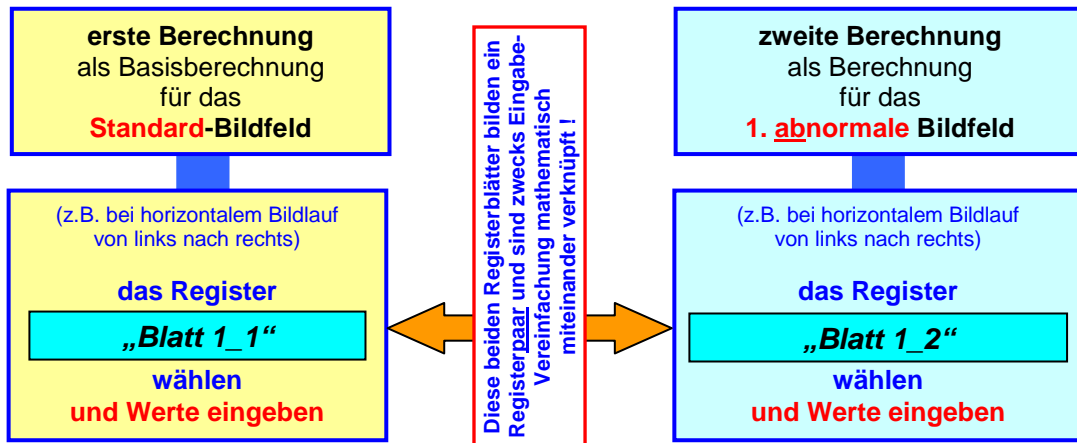 erste Berechnung
als Basisberechnung
für das
Standard-Bildfeld
(z.B. bei horizontalem Bildlauf
von links nach rechts)
das Register
„Blatt 1_1“
wählen
und Werte eingeben
Diese beiden Registerblätter bilden ein
Registerpaar und sind zwecks Eingabe-
Vereinfachung mathematisch
miteinander verknüpft !
zweite Berechnung
als Berechnung
für das
1. abnormale Bildfeld
(z.B. bei horizontalem Bildlauf
von links nach rechts)
das Register
„Blatt 1_2“
wählen
und Werte eingeben